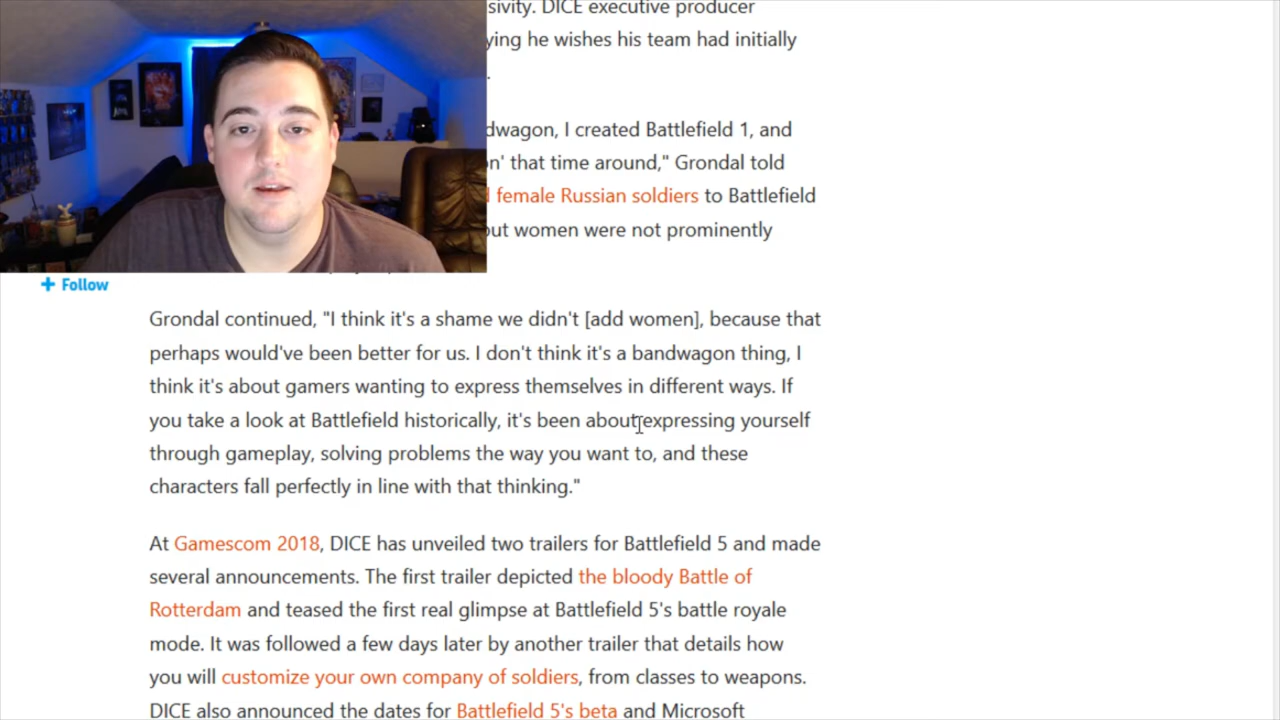 sivity. DICE executive producer
ying he wishes his team had initially
.
dwagon, I created Battlefield 1, and
on' that time around," Grondal told
l female Russian soldiers to Battlefield
but women were not prominently
+ Follow
Grondal continued, "I think it's a shame we didn't [add women], because that
perhaps would've been better for us. I don't think it's a bandwagon thing, I
think it's about gamers wanting to express themselves in different ways. If
you take a look at Battlefield historically, it's been about expressing yourself
through gameplay, solving problems the way you want to, and these
characters fall perfectly in line with that thinking."
At Gamescom 2018, DICE has unveiled two trailers for Battlefield 5 and made
several announcements. The first trailer depicted the bloody Battle of
Rotterdam and teased the first real glimpse at Battlefield 5's battle royale
mode. It was followed a few days later by another trailer that details how
you will customize your own company of soldiers, from classes to weapons.
DICE also announced the dates for Battlefield 5's beta and Microsoft